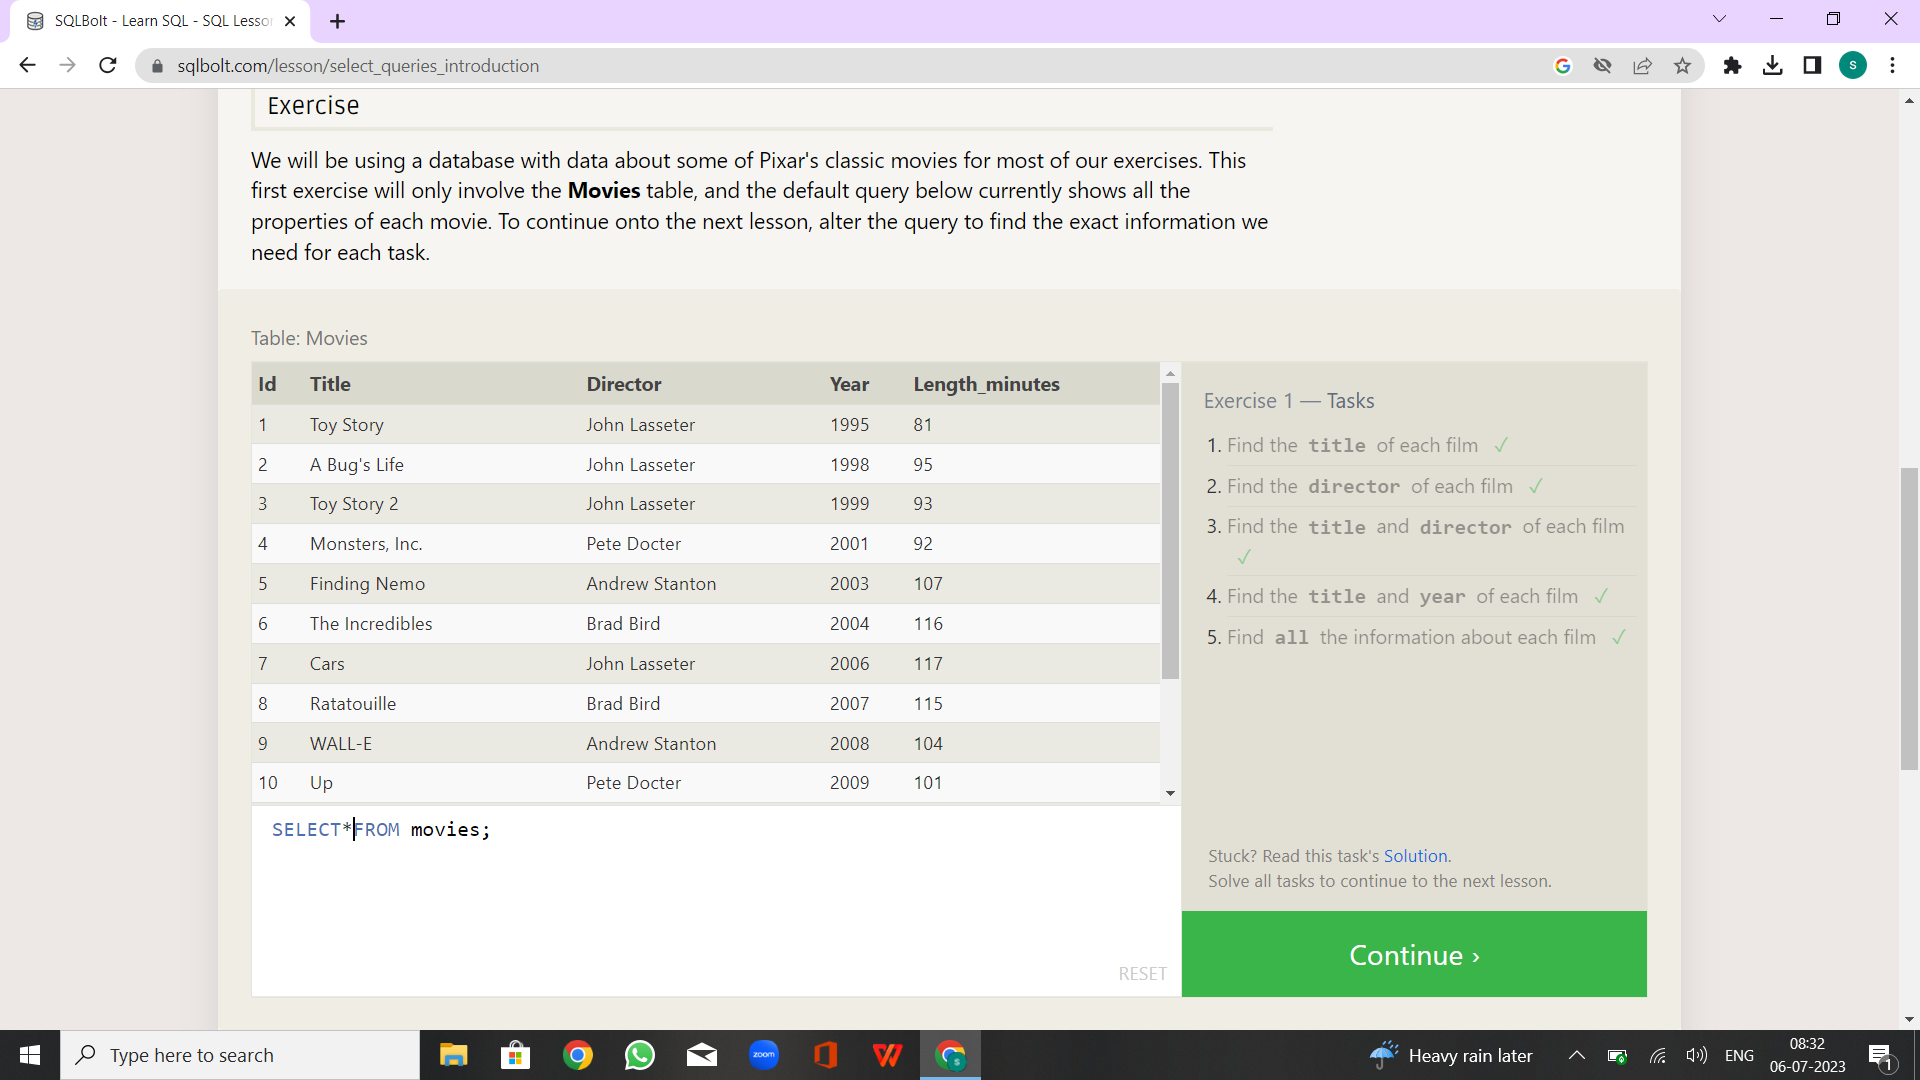 SQLBolt - Learn SQL - SQL Lesso
sqlbolt.com/lesson/select_queries_introduction
S
Exercise
We will be using a database with data about some of Pixar's classic movies for most of our exercises. This
first exercise will only involve the Movies table, and the default query below currently shows all the
properties of each movie. To continue onto the next lesson, alter the query to find the exact information we
need for each task.
Table: Movies
Id Title Director Year Length_minutes
1 Toy Story John Lasseter 1995 81
2 A Bug's Life John Lasseter 1998 95
3 Toy Story 2 John Lasseter 1999 93
4 Monsters, Inc. Pete Docter 2001 92
5 Finding Nemo Andrew Stanton 2003 107
6 The Incredibles Brad Bird 2004 116
7 Cars John Lasseter 2006 117
8 Ratatouille Brad Bird 2007 115
9 WALL-E Andrew Stanton 2008 104
10 Up Pete Docter 2009 101
SELECT*FROM movies;
RESET
Exercise 1 — Tasks
1. Find the title of each film ✓
2. Find the director of each film ✓
3. Find the title and director of each film
✓
4. Find the title and year of each film ✓
5. Find all the information about each film ✓
Stuck? Read this task's Solution.
Solve all tasks to continue to the next lesson.
Continue ›
Type here to search
zoom
W
S
Heavy rain later
ENG
08:32
06-07-2023
1